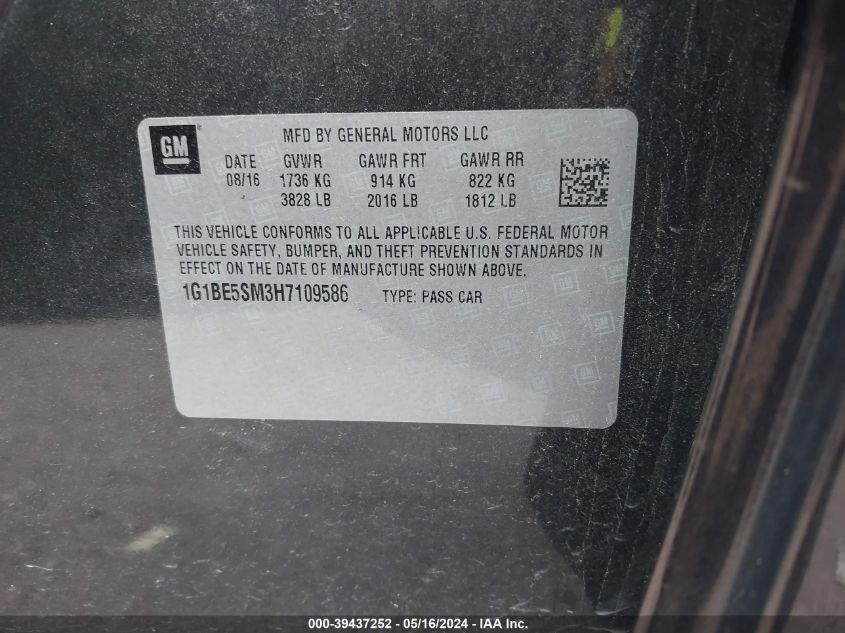 GM
MFD BY GENERAL MOTORS LLC
DATE GVWR GAWR FRT GAWR RR
08/16 1736 KG 914 KG 822 KG
3828 LB 2016 LB 1812 LB
THIS VEHICLE CONFORMS TO ALL APPLICABLE U.S. FEDERAL MOTOR
VEHICLE SAFETY, BUMPER, AND THEFT PREVENTION STANDARDS IN
EFFECT ON THE DATE OF MANUFACTURE SHOWN ABOVE.
1G1BE5SM3H7109586 TYPE: PASS CAR
000-39437252 - 05/16/2024 - IAA Inc.